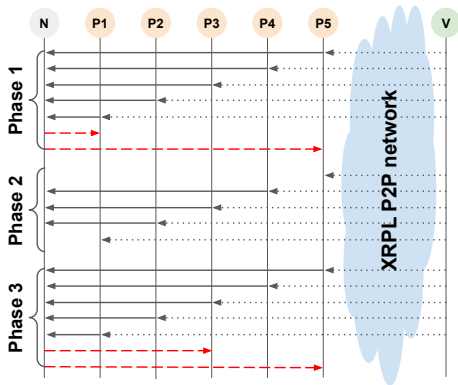 N P1 P2 P3 P4 P5 V
Phase 1
Phase 2
Phase 3
XRPL P2P network